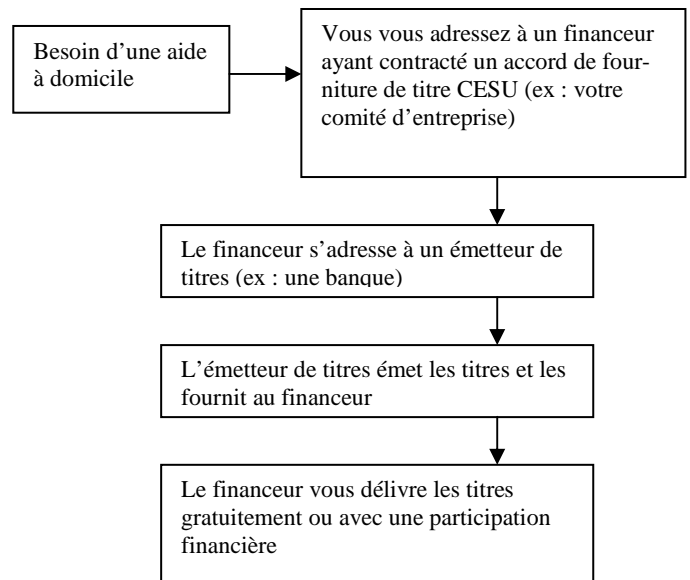 Besoin d’une aide
à domicile
Vous vous adressez à un financeur
ayant contracté un accord de four-
niture de titre CESU (ex : votre
comité d’entreprise)
Le financeur s’adresse à un émetteur de
titres (ex : une banque)
L’émetteur de titres émet les titres et les
fournit au financeur
Le financeur vous délivre les titres
gratuitement ou avec une participation
financière